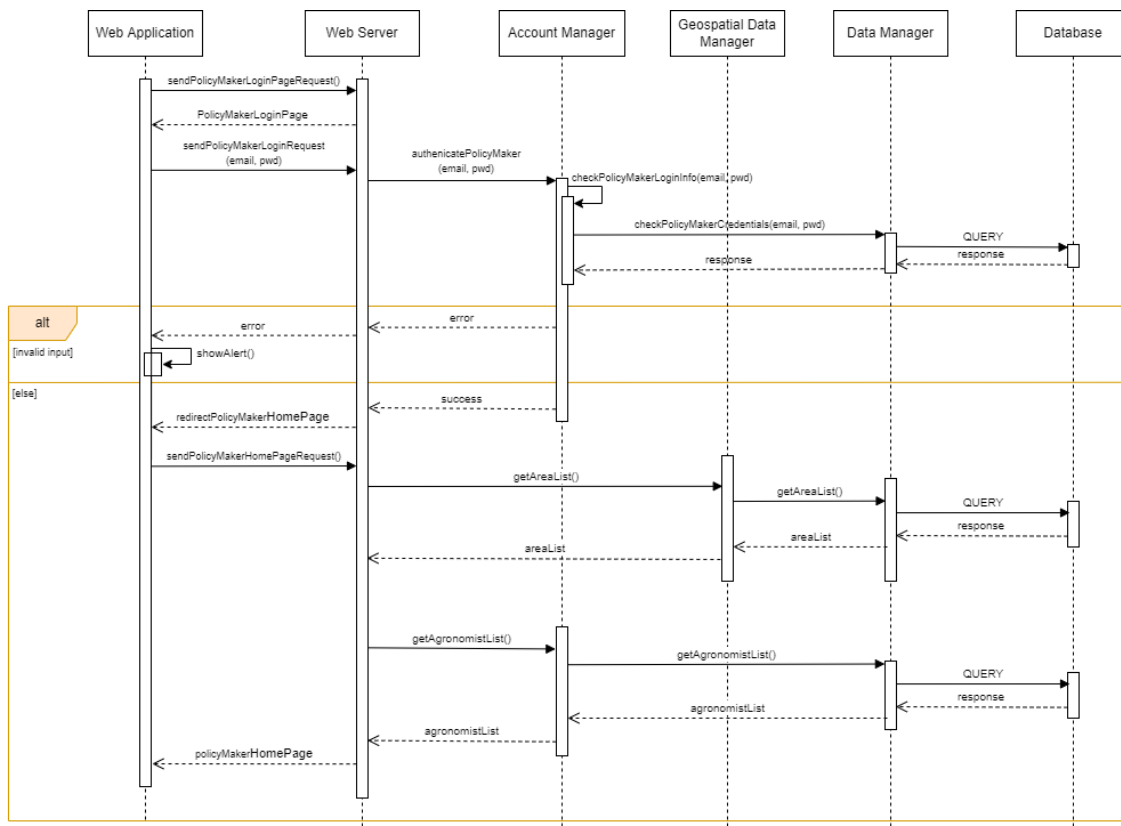 Web Application
Web Server
Account Manager
Geospatial Data
Manager
Data Manager
Database
sendPolicyMakerLoginPageRequest()
PolicyMakerLoginPage
sendPolicyMakerLoginRequest
(email, pwd)
authenicatePolicyMaker
(email, pwd)
checkPolicyMakerLoginInfo(email, pwd)
checkPolicyMakerCredentials(email, pwd)
QUERY
response
response
alt
error
error
[invalid input]
showAlert()
[else]
success
redirectPolicyMakerHomePage
sendPolicyMakerHomePageRequest()
getAreaList()
getAreaList()
QUERY
response
areaList
areaList
getAgronomistList()
getAgronomistList()
QUERY
response
agronomistList
agronomistList
policyMakerHomePage